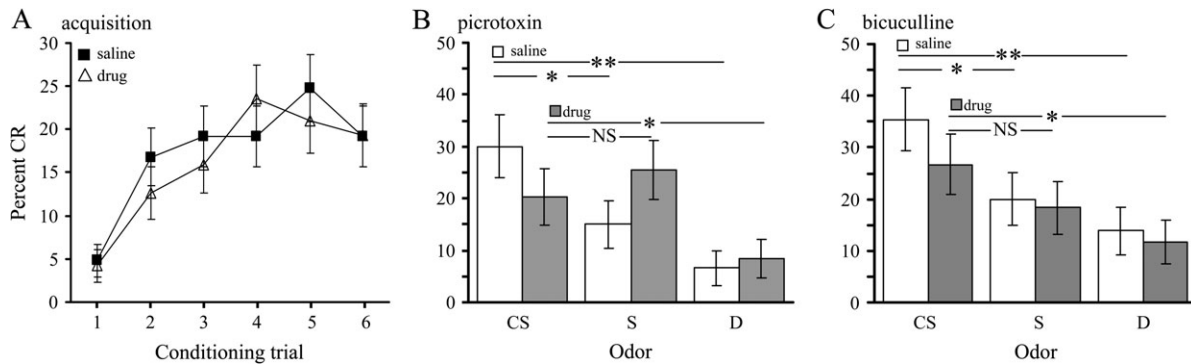 A acquisition
30
25
20
15
10
5
0
Percent CR
saline
drug
1 2 3 4 5 6
Conditioning trial
B picrotoxin
50
40
30
20
10
0
saline
**
*
drug
*
NS
CS S D
Odor
C bicuculline
50
40
30
20
10
0
saline
**
*
drug
*
NS
CS S D
Odor